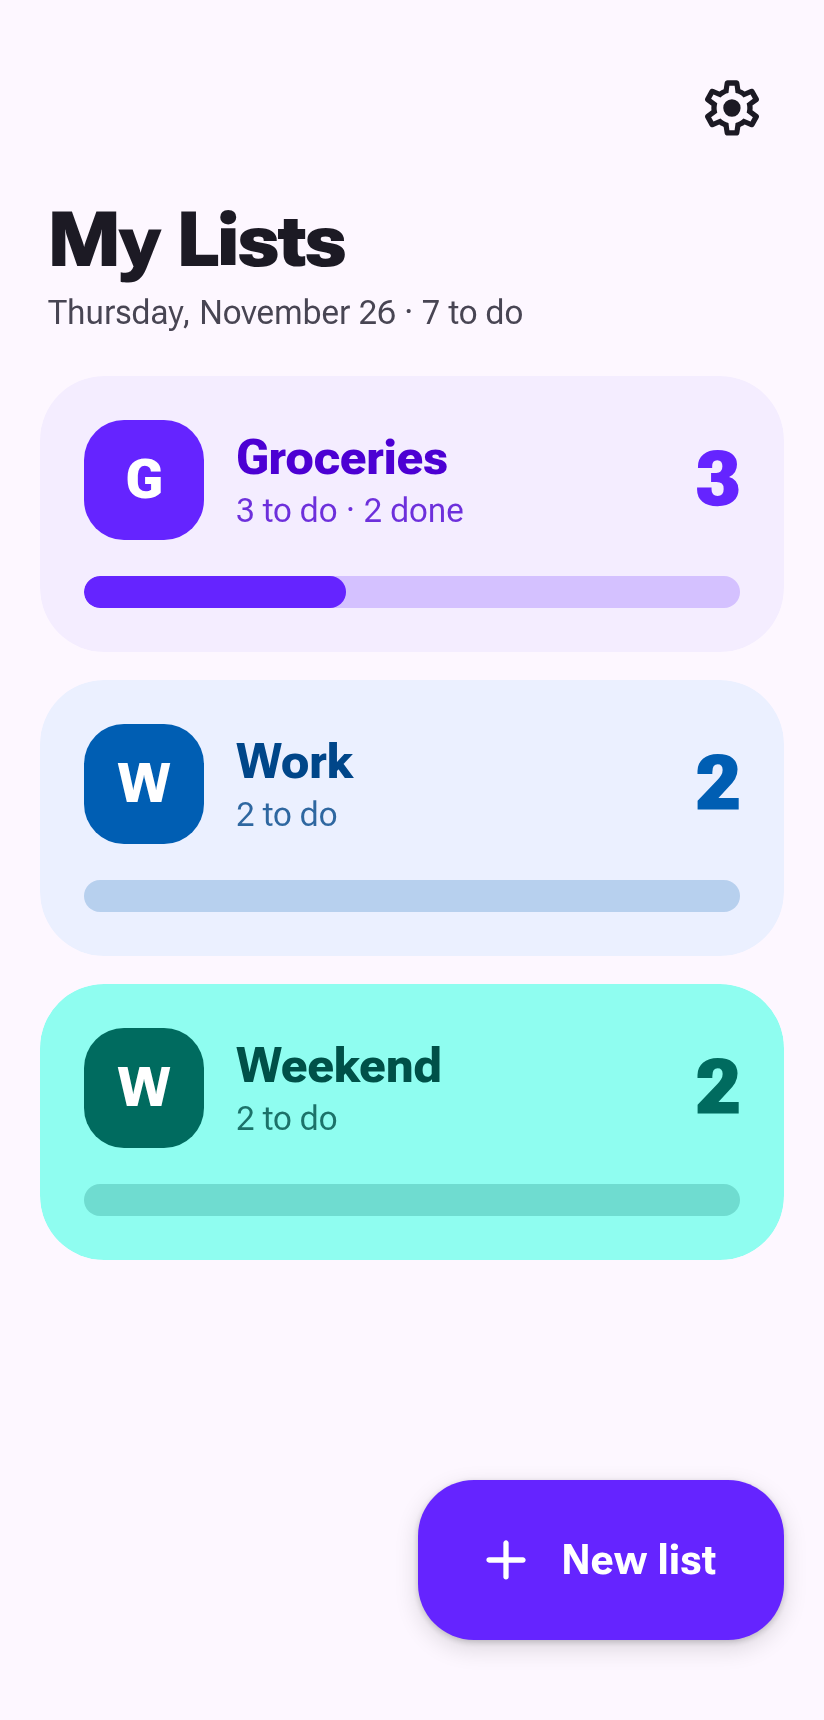 My Lists
Thursday, November 26 · 7 to do
G
Groceries
3 to do · 2 done
3
W
Work
2 to do
2
W
Weekend
2 to do
2
New list